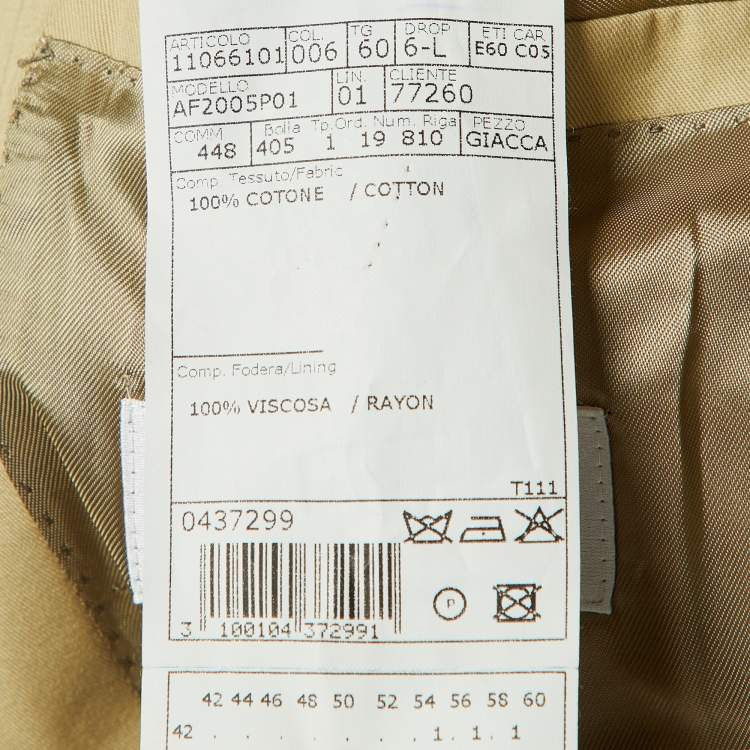 ARTICOLO COL. TG DROP ETI CAR
11066101 006 60 6-L E60 C05
MODELLO LIN. CLIENTE
AF2005P01 01 77260
COMM Bolla Tp.Ord. Num. Riga PEZZO
448 405 1 19 810 GIACCA
Comp. Tessuto/Fabric
100% COTONE / COTTON
Comp. Fodera/Lining
100% VISCOSA / RAYON
T111
0437299
P
3 100104 372991
42 44 46 48 50 52 54 56 58 60
42 . . . . . . 1 . 1 . 1